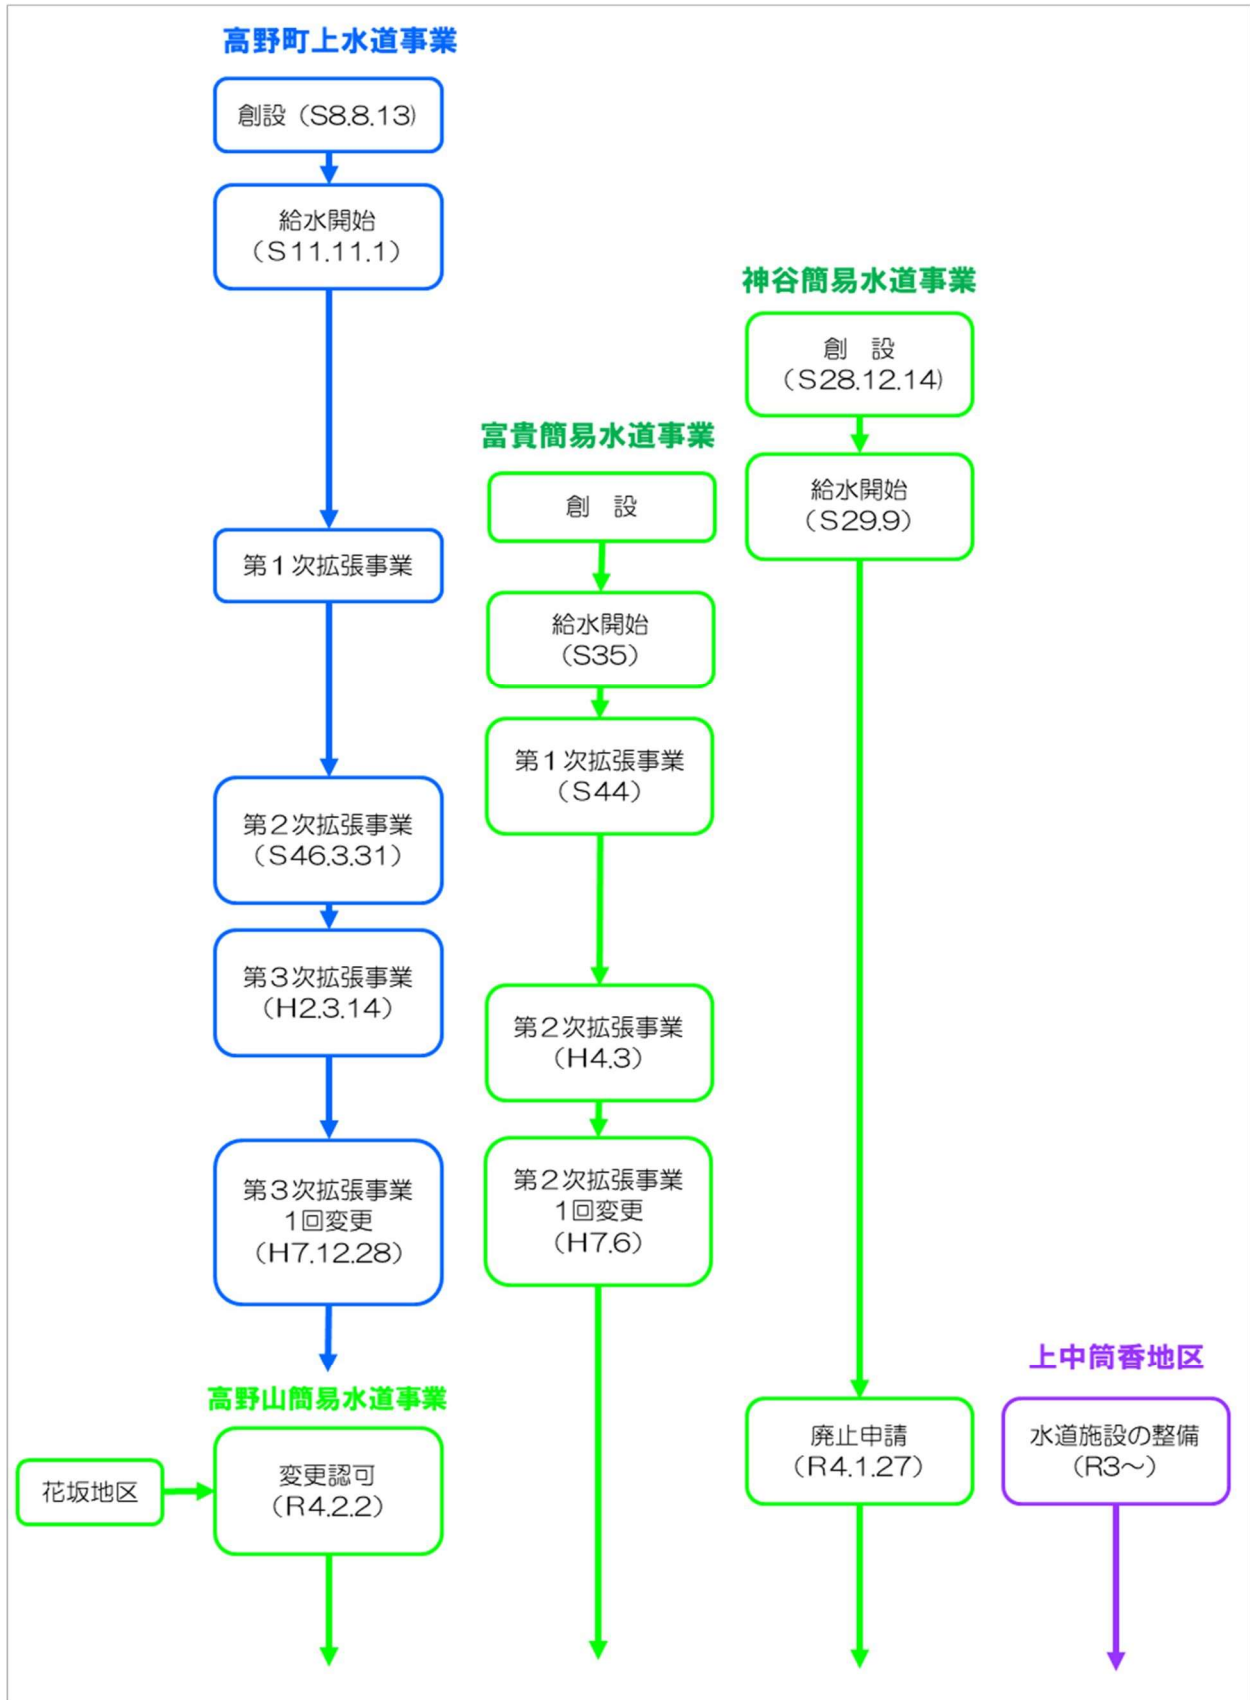 高野町上水道事業
創設（S8.8.13)
給水開始
（S11.11.1）
第1次拡張事業
第2次拡張事業
（S46.3.31）
第3次拡張事業
（H2.3.14）
第3次拡張事業
1回変更
（H7.12.28）
高野山簡易水道事業
花坂地区
変更認可
（R4.2.2）
富貴簡易水道事業
創　設
給水開始
（S35）
第1次拡張事業
（S44）
第2次拡張事業
（H4.3）
第2次拡張事業
1回変更
（H7.6）
神谷簡易水道事業
創　設
（S28.12.14)
給水開始
（S29.9）
廃止申請
（R4.1.27）
上中筒香地区
水道施設の整備
（R3～）